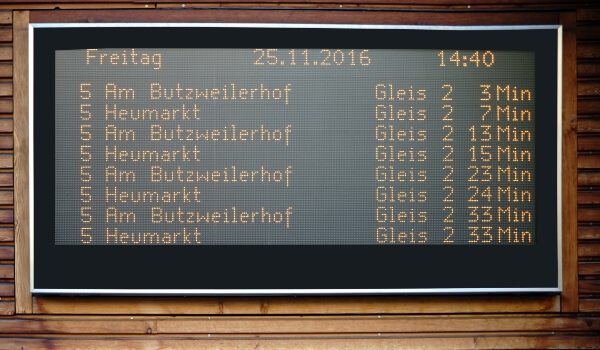 Freitag 25.11.2016 14:40
5 Am Butzweilerhof Gleis 2 3 Min
5 Heumarkt Gleis 2 7 Min
5 Am Butzweilerhof Gleis 2 13 Min
5 Heumarkt Gleis 2 15 Min
5 Am Butzweilerhof Gleis 2 23 Min
5 Heumarkt Gleis 2 24 Min
5 Am Butzweilerhof Gleis 2 33 Min
5 Heumarkt Gleis 2 33 Min